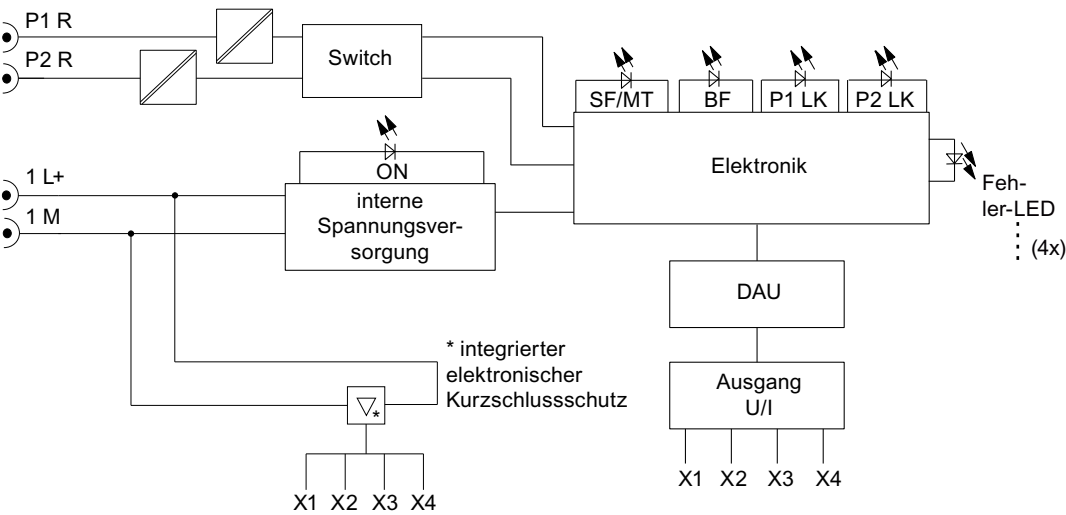 P1 R
P2 R
Switch
SF/MT
BF
P1 LK
P2 LK
Elektronik
Feh-
ler-LED
(4x)
1 L+
1 M
ON
interne
Spannungsver-
sorgung
DAU
Ausgang
U/I
X1 X2 X3 X4
* integrierter
elektronischer
Kurzschlussschutz
*
X1 X2 X3 X4